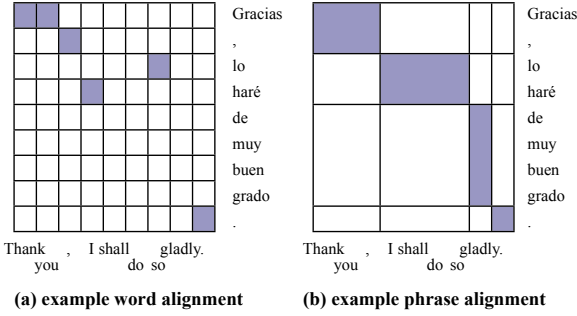 Gracias
,
lo
haré
de
muy
buen
grado
.
Thank , I shall gladly.
you do so
(a) example word alignment
Gracias
,
lo
haré
de
muy
buen
grado
.
Thank , I shall gladly.
you do so
(b) example phrase alignment